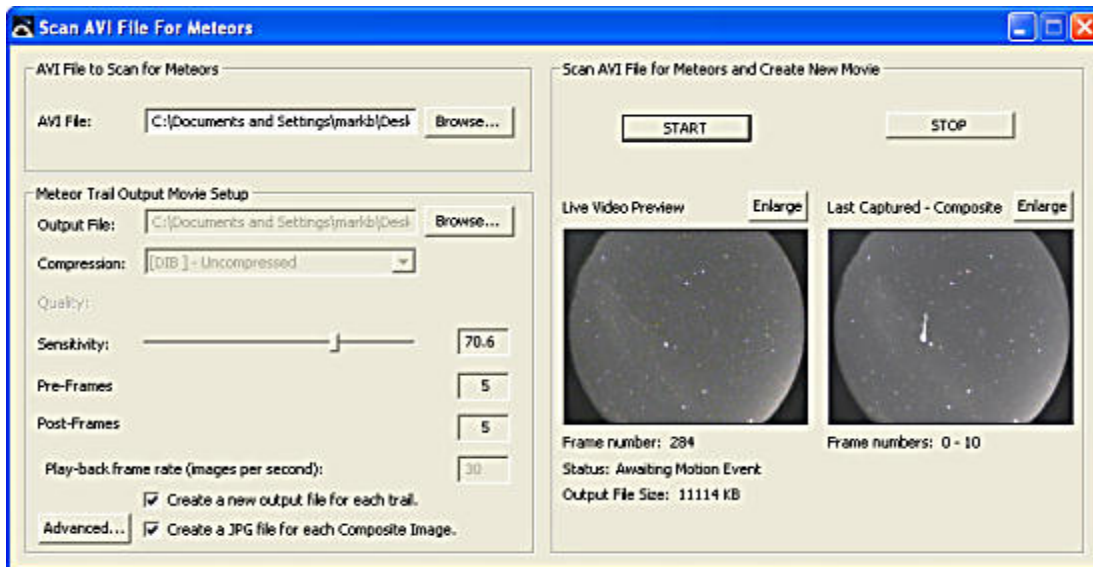 Scan AVI File For Meteors
AVI File to Scan for Meteors
AVI File: C:\Documents and Settings\markb\Desk Browse...
Meteor Trail Output Movie Setup
Output File: C:\Documents and Settings\markb\Desk Browse...
Compression: [DIB ] - Uncompressed
Quality:
Sensitivity: 70.6
Pre-Frames 5
Post-Frames 5
Play-back frame rate (images per second): 30
Create a new output file for each trail.
Advanced... Create a JPG file for each Composite Image.
Scan AVI File for Meteors and Create New Movie
START STOP
Live Video Preview Enlarge Last Captured - Composite Enlarge
Frame number: 284 Frame numbers: 0 - 10
Status: Awaiting Motion Event
Output File Size: 11114 KB